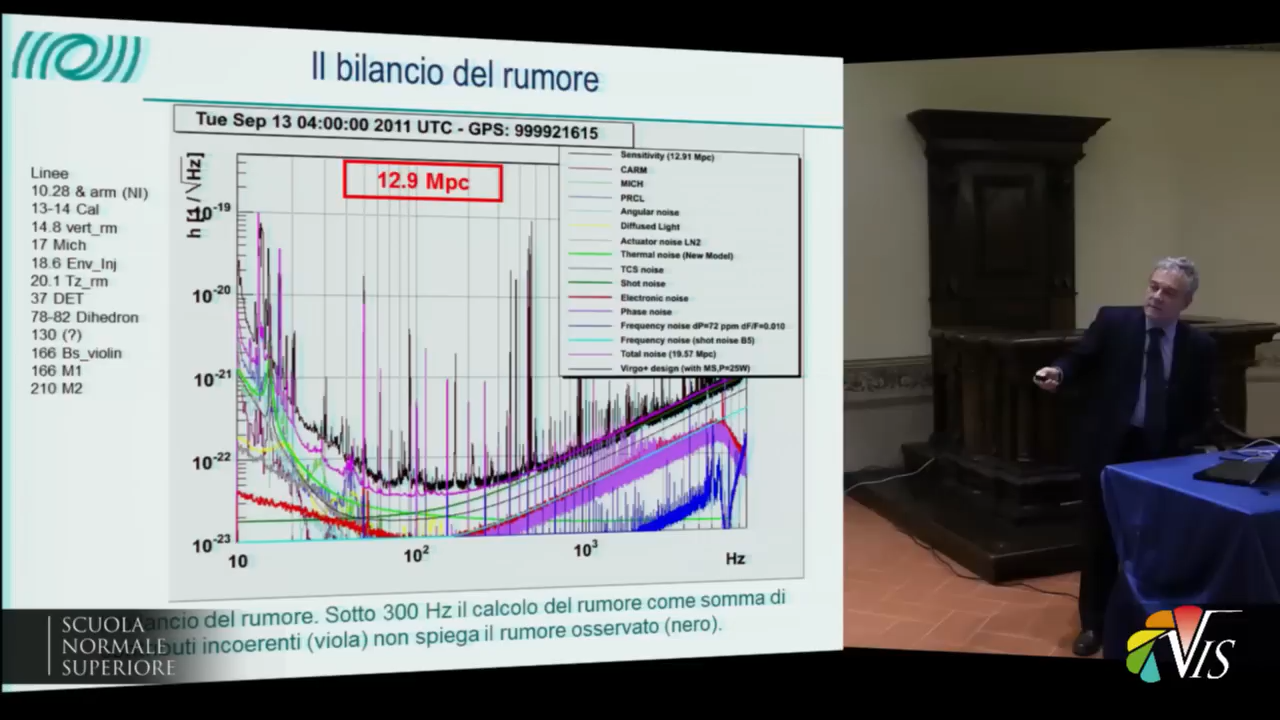 Il bilancio del rumore
Tue Sep 13 04:00:00 2011 UTC - GPS: 999921615
Linee
10.28 & arm (NI)
13-14 Cal
14.8 vert_rm
17 Mich
18.6 Env_Inj
20.1 Tz_rm
37 DET
78-82 Dihedron
130 (?)
166 Bs_violin
166 M1
210 M2
h [1/√Hz]
12.9 Mpc
Sensitivity (12.91 Mpc)
CARM
MICH
PRCL
Angular noise
Diffused Light
Actuator noise LN2
Thermal noise (New Model)
TCS noise
Shot noise
Electronic noise
Phase noise
Frequency noise dP=72 ppm dF/F=0.010
Frequency noise (shot noise B5)
Total noise (19.57 Mpc)
Virgo+ design (with MS,P=25W)
10-19
10-20
10-21
10-22
10-23
10
10²
10³
Hz
ancio del rumore. Sotto 300 Hz il calcolo del rumore come somma di
buti incoerenti (viola) non spiega il rumore osservato (nero).
SCUOLA
NORMALE
SUPERIORE
VIS